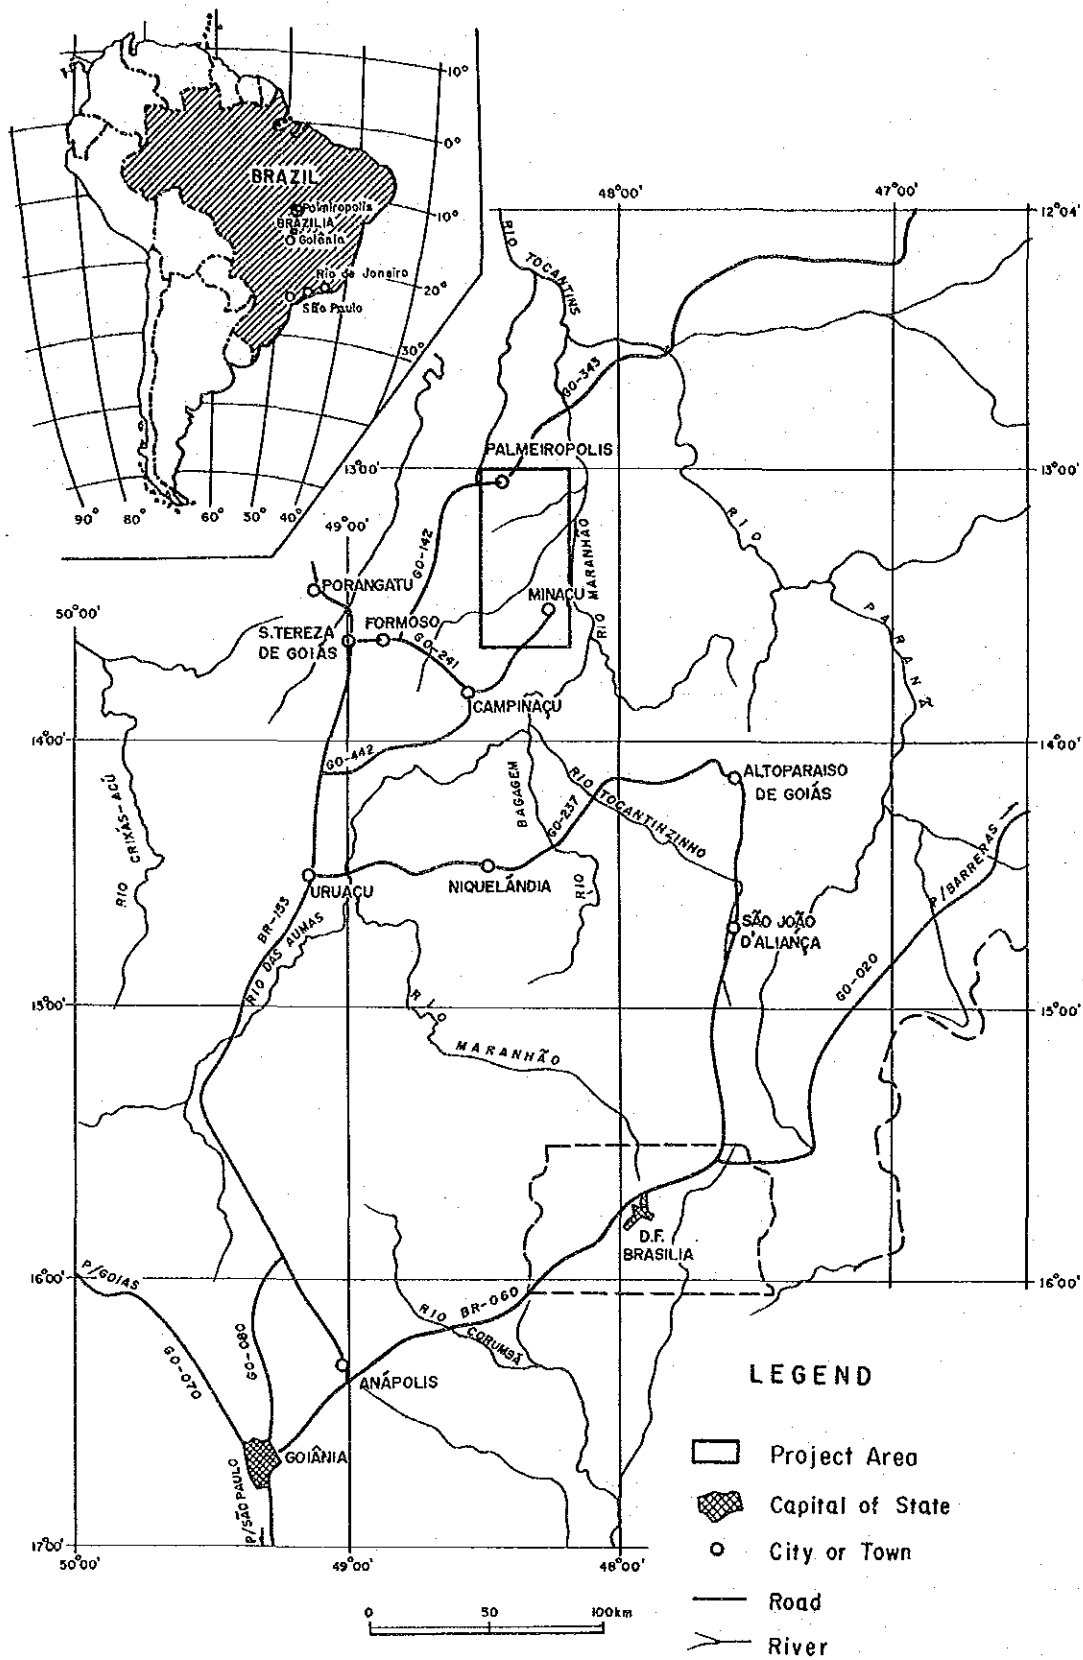 10°
0°
10°
20°
30°
BRAZIL
Palmiropolis
BRAZILIA
Goiânia
Rio de Janeiro
São Paulo
90°
80°
60°
50°
40°
48°00'
47°00'
12°04'
RIO TOCANTINS
GO-343
PALMEIROPOLIS
13°00'
13°00'
49°00'
GO-142
RIO MARANHÃO
RIO PARANÃ
MINAÇU
PORANGATU
50°00'
S.TEREZA
DE GOIÁS
FORMOSO
GO-241
CAMPINAÇU
14°00'
14°00'
GO-442
RIO CRIXÁS-AÇÚ
RIO BAGAGEM
RIO TOCANTINZINHO
GO-237
ALTOPARAISO
DE GOIÁS
URUAÇU
NIQUELÂNDIA
P/BARRERAS
BR-153
RIO DAS AUMAS
SÃO JOÃO
D'ALIANÇA
GO-020
15°00'
15°00'
RIO MARANHÃO
D.F.
BRASILIA
16°00'
16°00'
P/GOIAS
RIO CORUMBÁ
BR-060
GO-080
GO-070
ANÁPOLIS
GOIÂNIA
P/SÃO PAULO
17°00'
50°00'
49°00'
48°00'
LEGEND
Project Area
Capital of State
City or Town
Road
River
0 50 100km